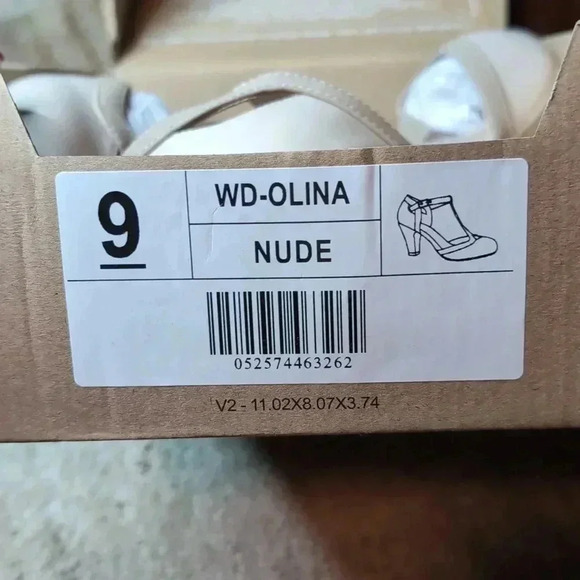 9
WD-OLINA
NUDE
052574463262
V2 - 11.02X8.07X3.74